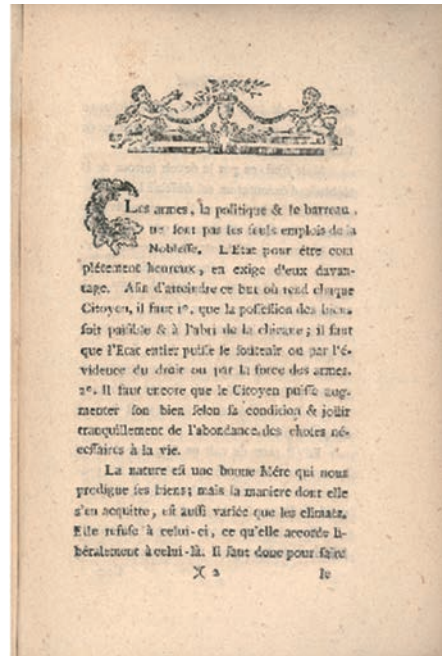 Les armes, la politique & le barreau,
ne sont pas les seuls emplois de la
Noblesse. L'Etat pour être com
plétement heureux, en exige d'eux davan-
tage. Afin d'atteindre ce but où tend chaque
Citoyen, il faut 1°. que la possession des biens
soit paisible & à l'abri de la chicane; il faut
que l'Etat entier puisse se soutenir ou par l'é-
vidence du droit ou par la force des armes.
2°. Il faut encore que le Citoyen puisse aug-
menter son bien selon sa condition & joüir
tranquillement de l'abondance des choses né-
cessaires à la vie.
La nature est une bonne Mére qui nous
prodigue ses biens; mais la maniere dont elle
s'en acquitte, est aussi variée que les climats.
Elle refuse à celui-ci, ce qu'elle accorde li-
béralement à celui-là. Il faut donc pour faire
)( 2 le